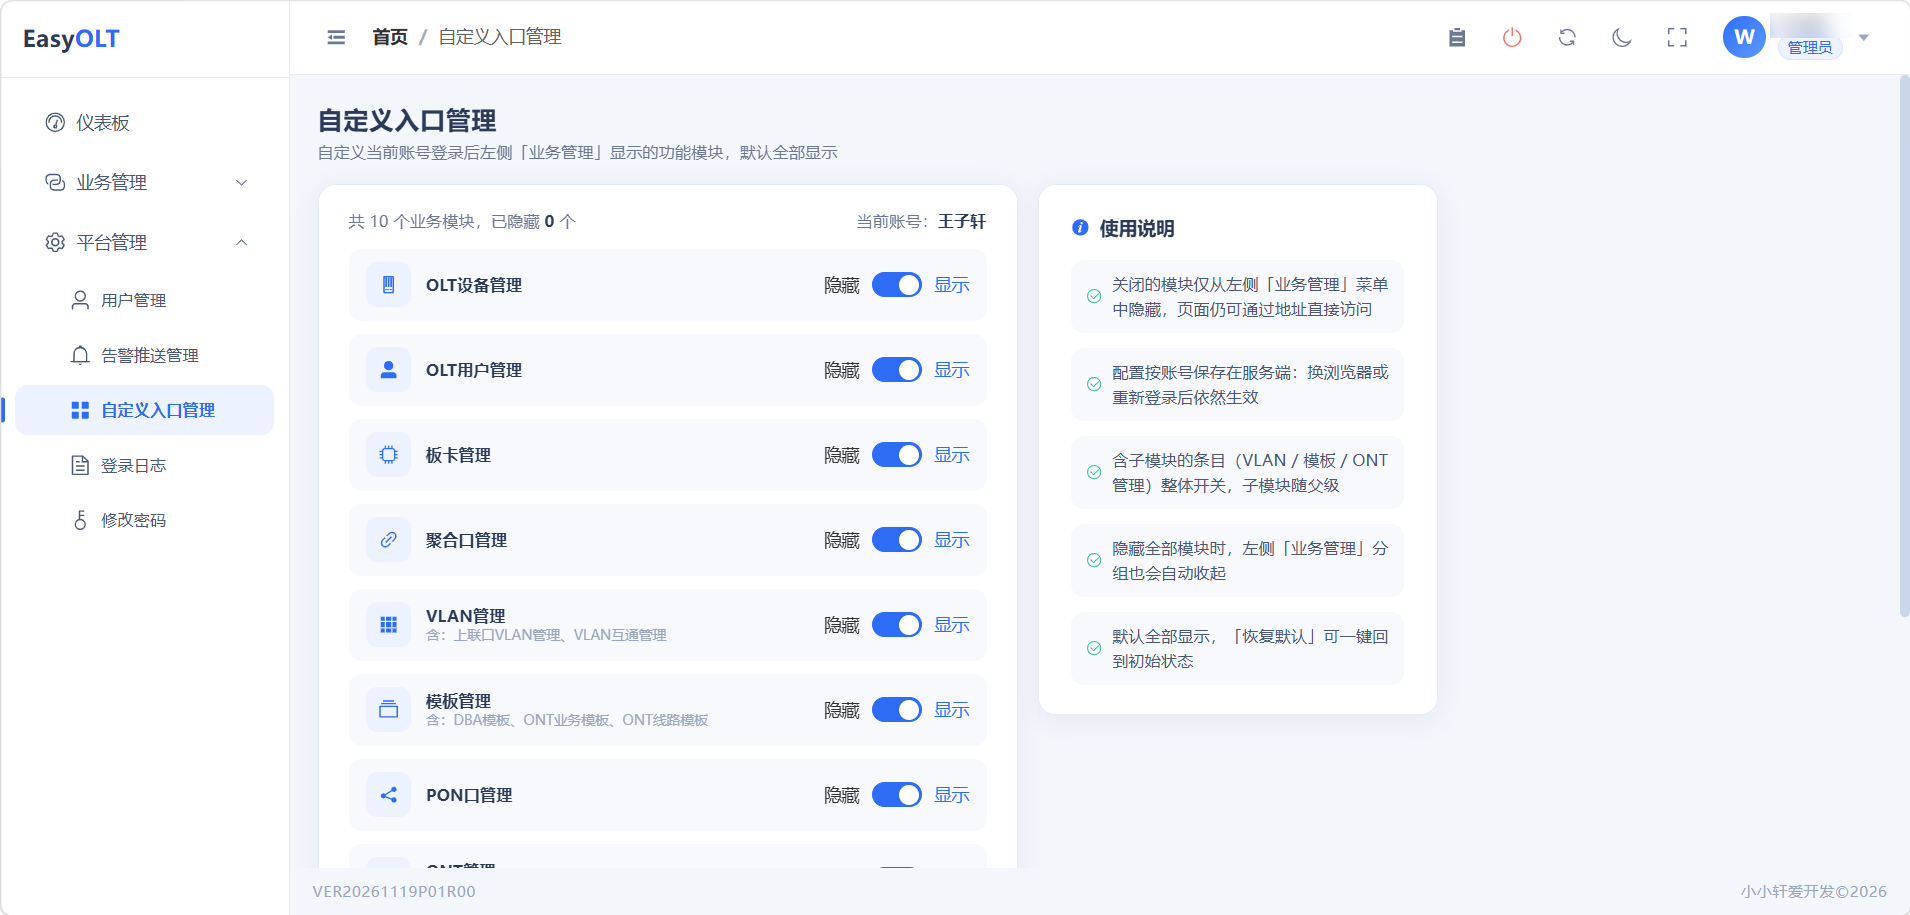 EasyOLT
首页 / 自定义入口管理
W
管理员
仪表板
业务管理
平台管理
用户管理
告警推送管理
自定义入口管理
登录日志
修改密码
自定义入口管理
自定义当前账号登录后左侧「业务管理」显示的功能模块，默认全部显示
共 10 个业务模块，已隐藏 0 个
当前账号：王子轩
OLT设备管理
隐藏 显示
OLT用户管理
隐藏 显示
板卡管理
隐藏 显示
聚合口管理
隐藏 显示
VLAN管理
含：上联口VLAN管理、VLAN互通管理
隐藏 显示
模板管理
含：DBA模板、ONT业务模板、ONT线路模板
隐藏 显示
PON口管理
隐藏 显示
使用说明
关闭的模块仅从左侧「业务管理」菜单
中隐藏，页面仍可通过地址直接访问
配置按账号保存在服务端：换浏览器或
重新登录后依然生效
含子模块的条目（VLAN / 模板 / ONT
管理）整体开关，子模块随父级
隐藏全部模块时，左侧「业务管理」分
组也会自动收起
默认全部显示，「恢复默认」可一键回
到初始状态
VER20261119P01R00
小小轩爱开发©2026